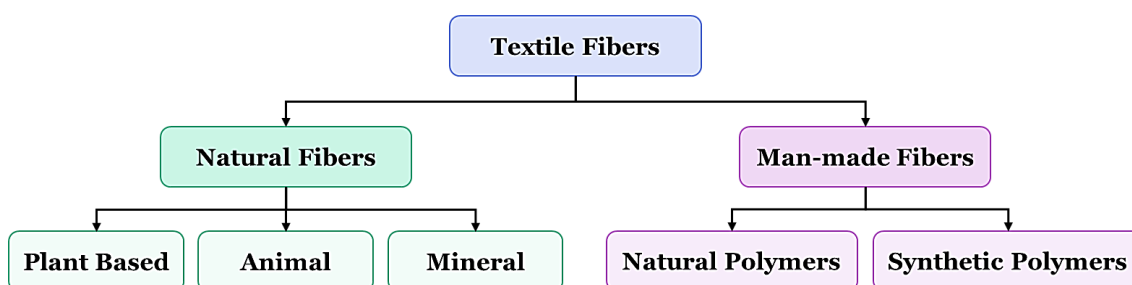 Textile Fibers
Natural Fibers
Man-made Fibers
Plant Based
Animal
Mineral
Natural Polymers
Synthetic Polymers